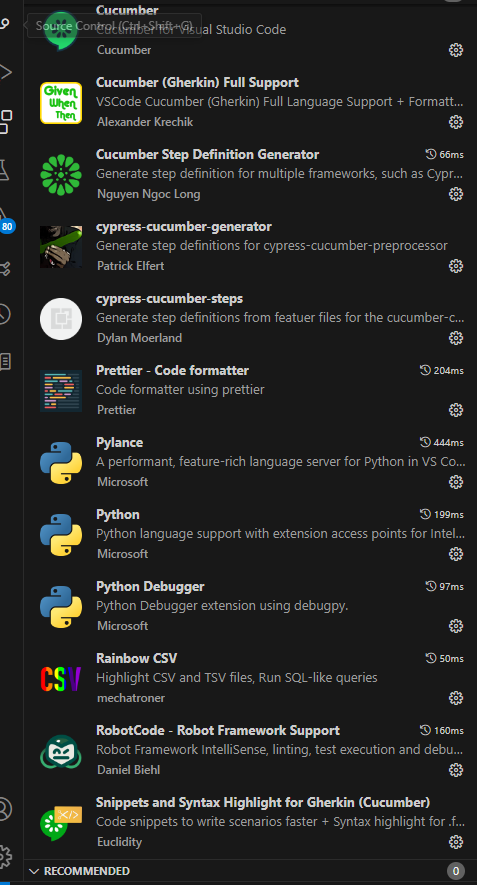 Cucumber
Source Control (Ctrl+Shift+G)
Cucumber for Visual Studio Code
Cucumber
Given
When
Then
Cucumber (Gherkin) Full Support
VSCode Cucumber (Gherkin) Full Language Support + Formatt...
Alexander Krechik
Cucumber Step Definition Generator
66ms
Generate step definition for multiple frameworks, such as Cypr...
Nguyen Ngoc Long
80
cypress-cucumber-generator
Generate step definitions for cypress-cucumber-preprocessor
Patrick Elfert
cypress-cucumber-steps
Generate step definitions from featuer files for the cucumber-c...
Dylan Moerland
Prettier - Code formatter
204ms
Code formatter using prettier
Prettier
Pylance
444ms
A performant, feature-rich language server for Python in VS Co...
Microsoft
Python
199ms
Python language support with extension access points for Intel...
Microsoft
Python Debugger
97ms
Python Debugger extension using debugpy.
Microsoft
CSV
Rainbow CSV
50ms
Highlight CSV and TSV files, Run SQL-like queries
mechatroner
RobotCode - Robot Framework Support
160ms
Robot Framework IntelliSense, linting, test execution and debu...
Daniel Biehl
Snippets and Syntax Highlight for Gherkin (Cucumber)
Code snippets to write scenarios faster + Syntax highlight for .f...
Euclidity
RECOMMENDED
0